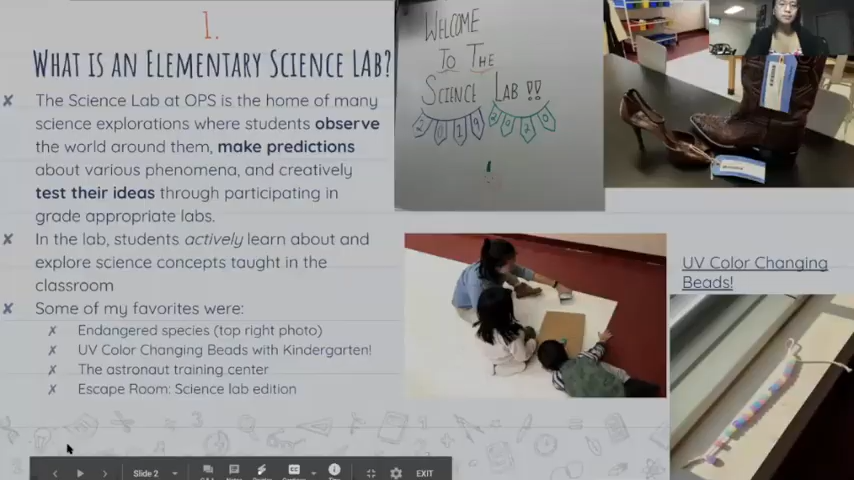 1.
WHAT IS AN ELEMENTARY SCIENCE LAB?
✘ The Science Lab at OPS is the home of many
science explorations where students observe
the world around them, make predictions
about various phenomena, and creatively
test their ideas through participating in
grade appropriate labs.
✘ In the lab, students actively learn about and
explore science concepts taught in the
classroom
✘ Some of my favorites were:
✗ Endangered species (top right photo)
✗ UV Color Changing Beads with Kindergarten!
✗ The astronaut training center
✗ Escape Room: Science lab edition
WELCOME
TO THE
SCIENCE LAB !!
2019 2020
UV Color Changing
Beads!
Slide 2
EXIT